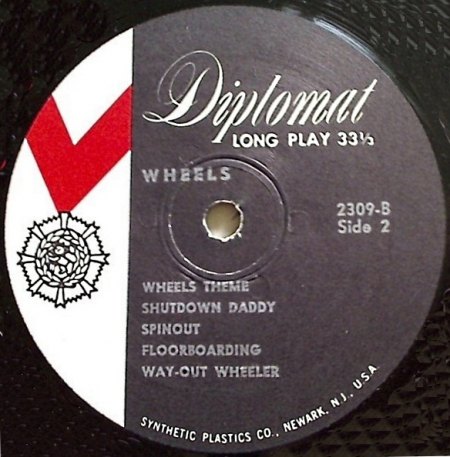 Diplomat
LONG PLAY 33⅓
WHEELS
2309-B
Side 2
WHEELS THEME
SHUTDOWN DADDY
SPINOUT
FLOORBOARDING
WAY-OUT WHEELER
SYNTHETIC PLASTICS CO., NEWARK, N.J., U.S.A.